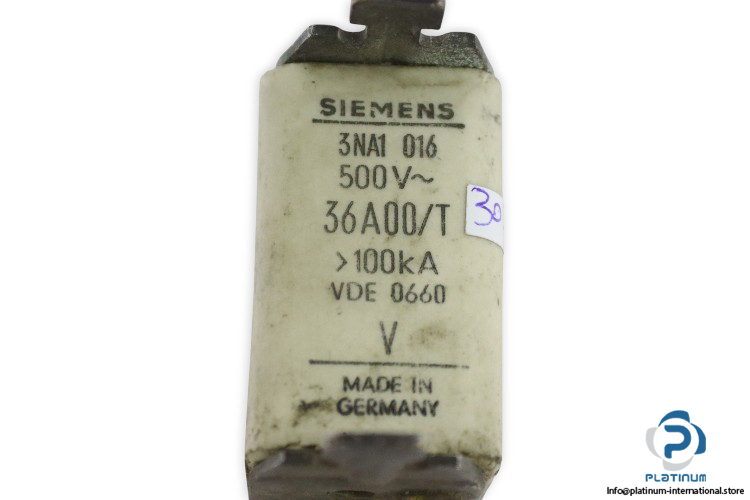 SIEMENS
3NA1 016
500V~
36A00/T
>100kA
VDE 0660
V
MADE IN
GERMANY
30
PLATINUM
Info@platinum-international.store